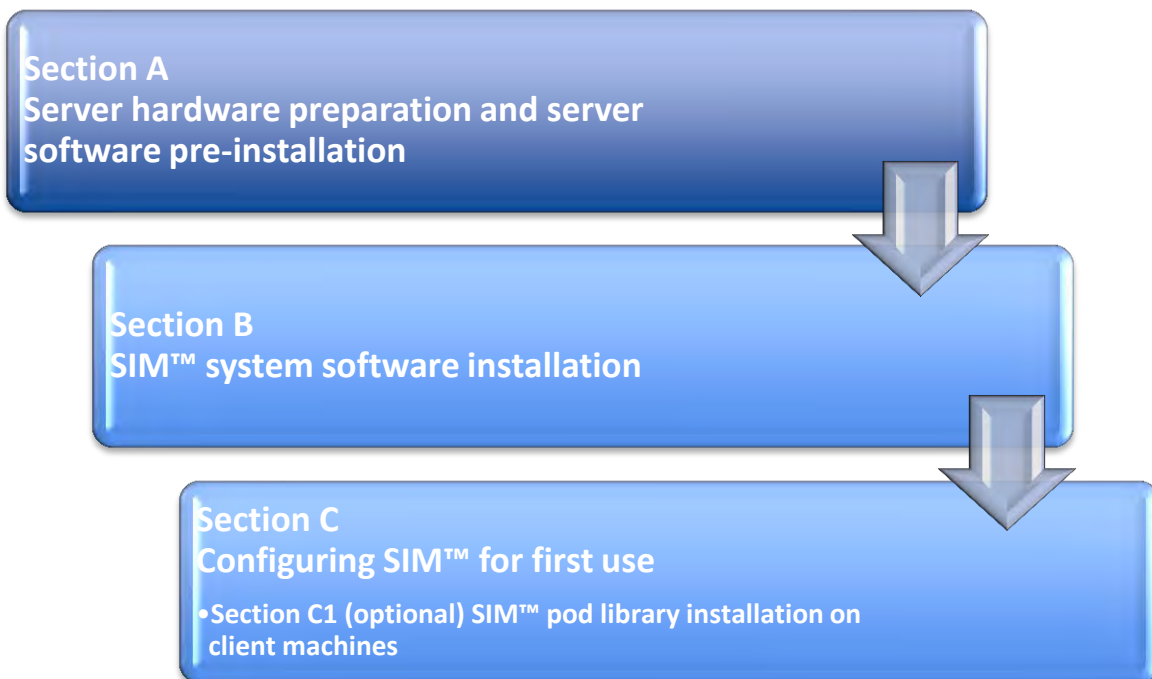 Section A
Server hardware preparation and server
software pre-installation
Section B
SIM™ system software installation
Section C
Configuring SIM™ for first use
•Section C1 (optional) SIM™ pod library installation on
client machines